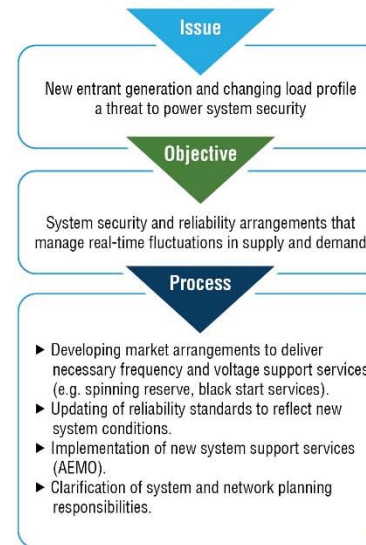 Issue
New entrant generation and changing load profile
a threat to power system security
Objective
System security and reliability arrangements that
manage real-time fluctuations in supply and demand
Process
▶ Developing market arrangements to deliver
necessary frequency and voltage support services
(e.g. spinning reserve, black start services).
▶ Updating of reliability standards to reflect new
system conditions.
▶ Implementation of new system support services
(AEMO).
▶ Clarification of system and network planning
responsibilities.